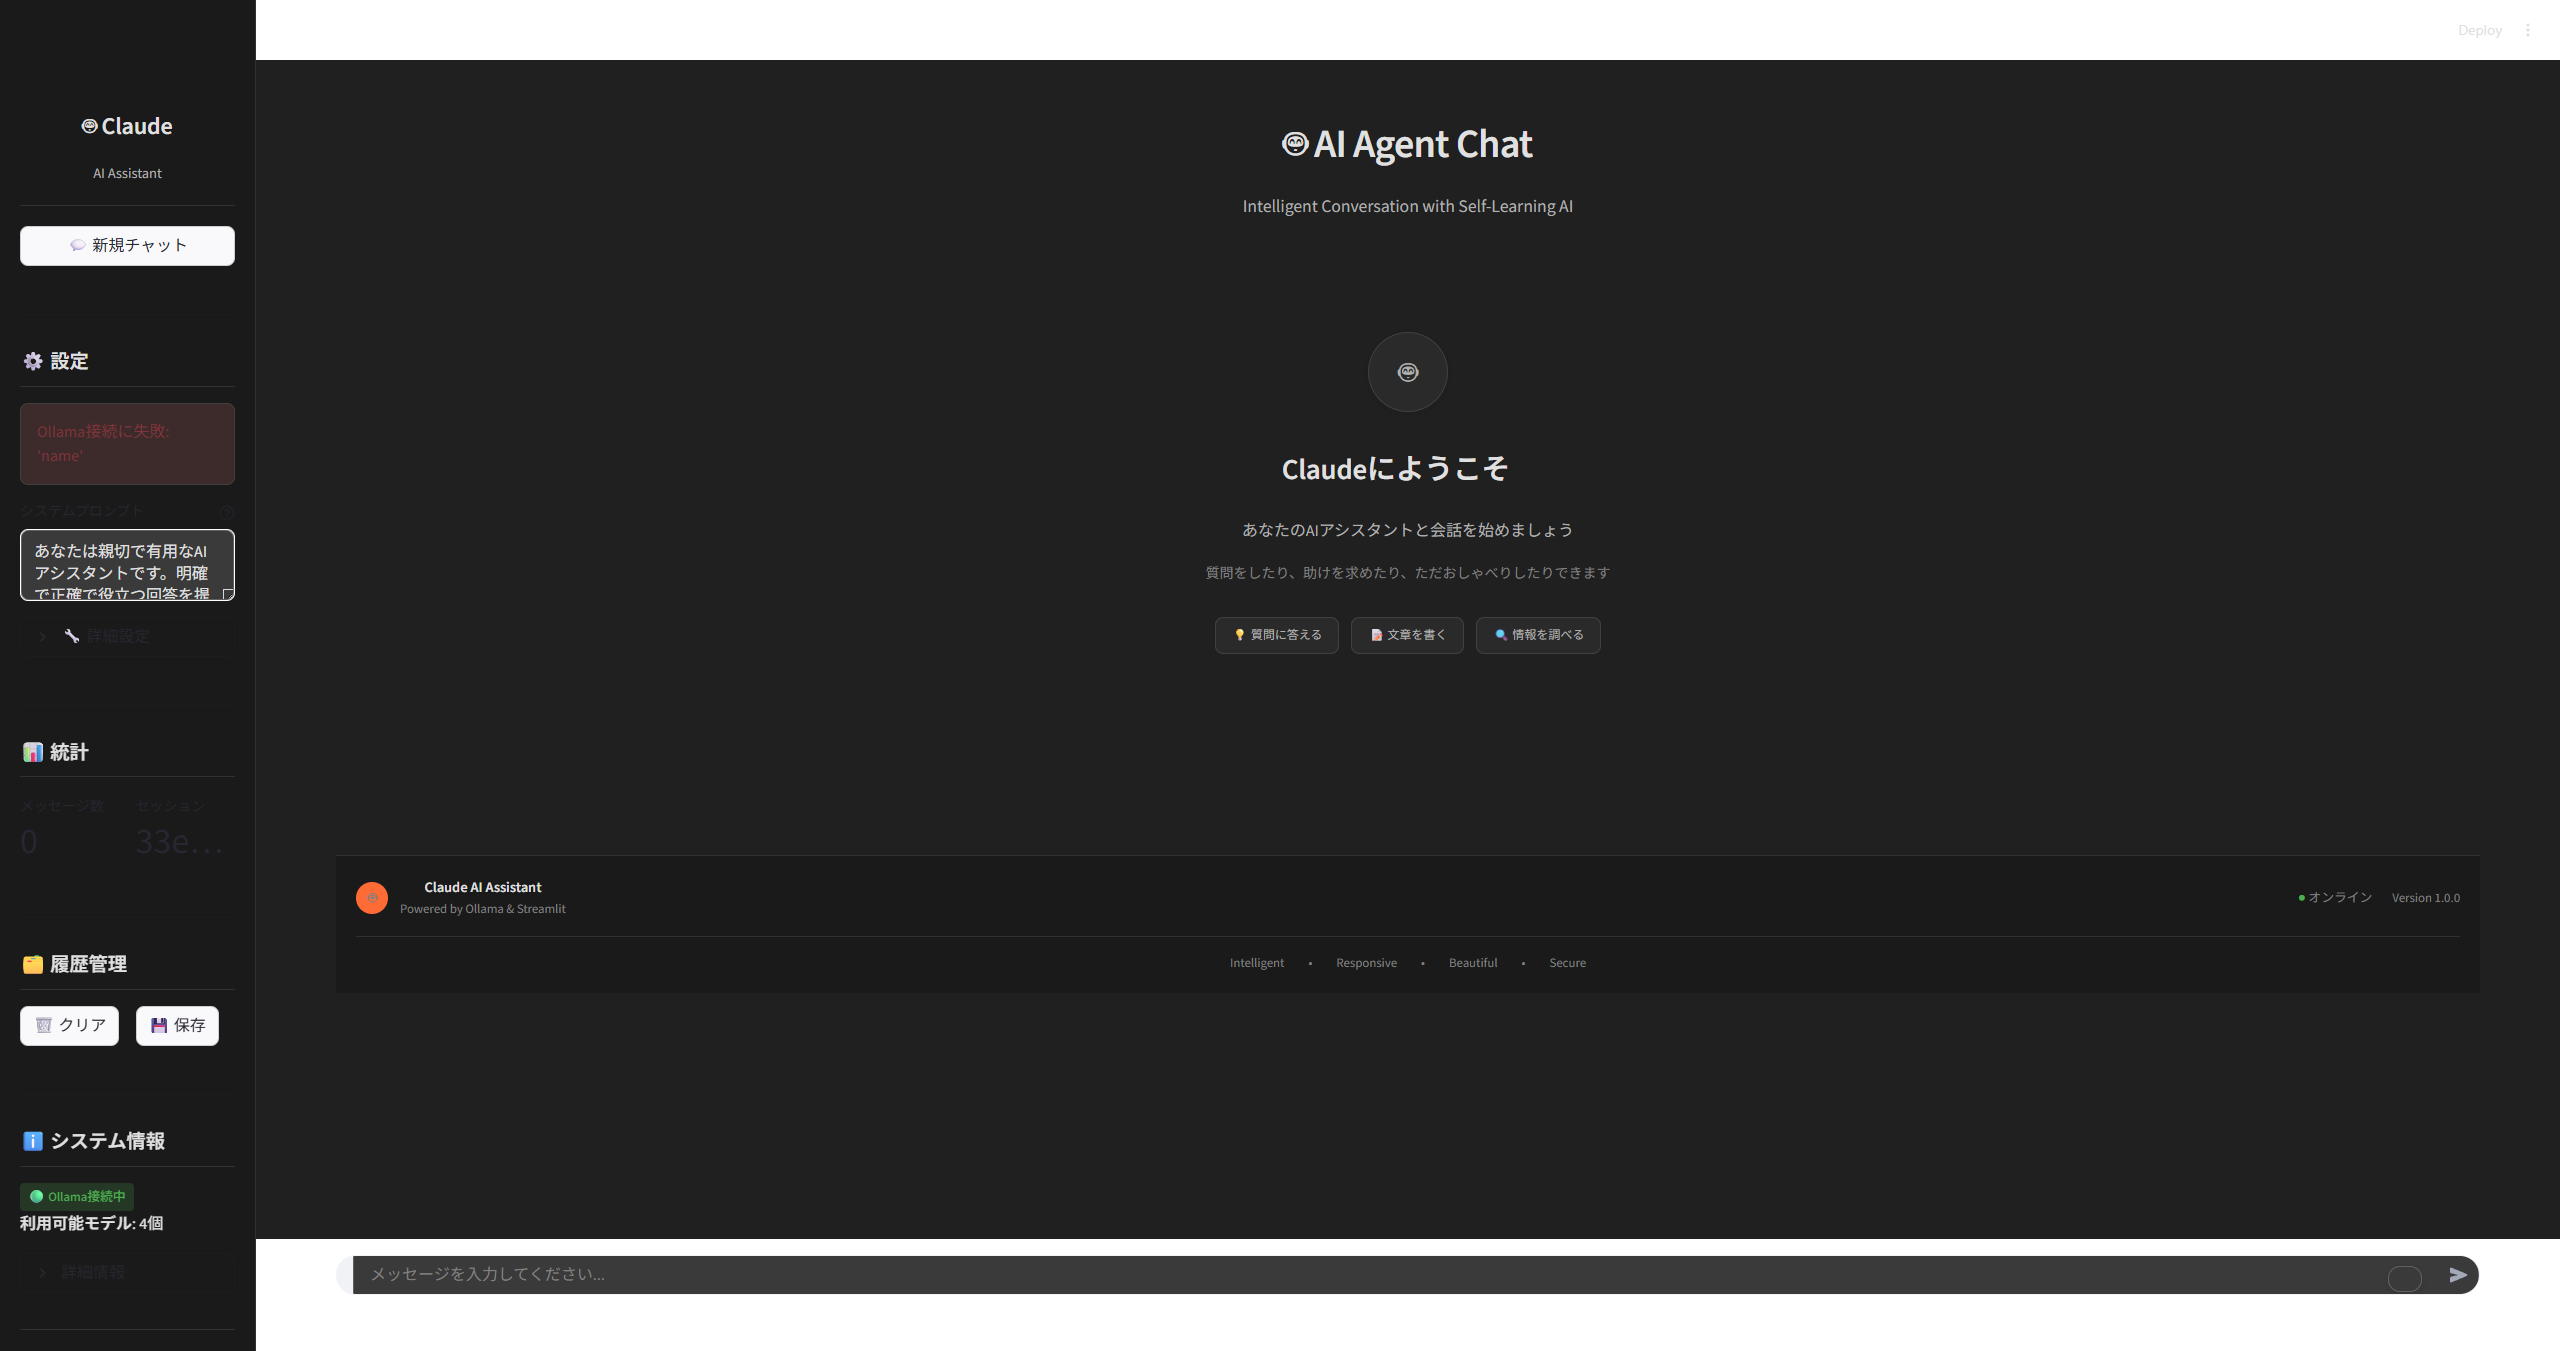 Deploy
Claude
AI Assistant
新規チャット
設定
Ollama接続に失敗:
'name'
システムプロンプト
あなたは親切で有用なAI
アシスタントです。明確
で正確で役立つ回答を提
詳細設定
統計
メッセージ数 セッション
0 33e...
履歴管理
クリア 保存
システム情報
Ollama接続中
利用可能モデル: 4個
詳細情報
AI Agent Chat
Intelligent Conversation with Self-Learning AI
Claudeにようこそ
あなたのAIアシスタントと会話を始めましょう
質問をしたり、助けを求めたり、ただおしゃべりしたりできます
質問に答える 文章を書く 情報を調べる
Claude AI Assistant
Powered by Ollama & Streamlit
オンライン Version 1.0.0
Intelligent • Responsive • Beautiful • Secure
メッセージを入力してください...